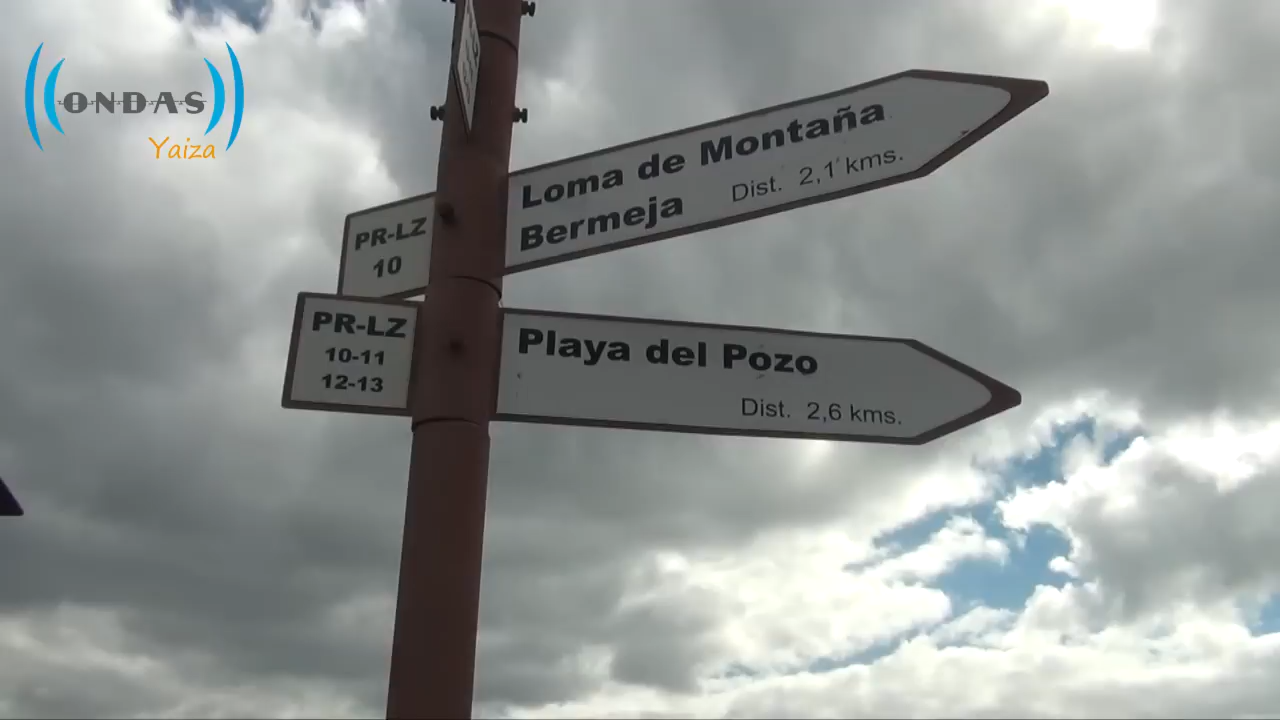 ONDAS
Yaiza
Loma de Montaña
Bermeja Dist. 2,1 kms.
PR-LZ
10
PR-LZ
10-11
12-13
Playa del Pozo
Dist. 2,6 kms.